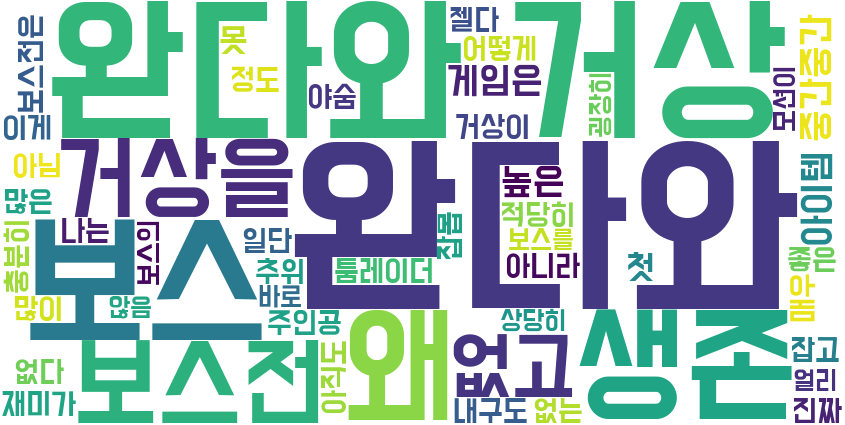 완다와거상
보스전은
못
정도
젤다
어떻게
야숨
게임은
거상이
굉장히
모션이
중간중간
이게
거상을
완다와
아님
많은
나는
보스의
높은
적당히
보스를
아니라
잡몹
첫
아이템
좋은
매우
충분히
보스
일단
추위
바로
툼레이더
많이
않음
주인공
상당히
생존
보스전
왜
없고
아직도
없다
재미가
내구도
없는
잡고
얼리
진짜